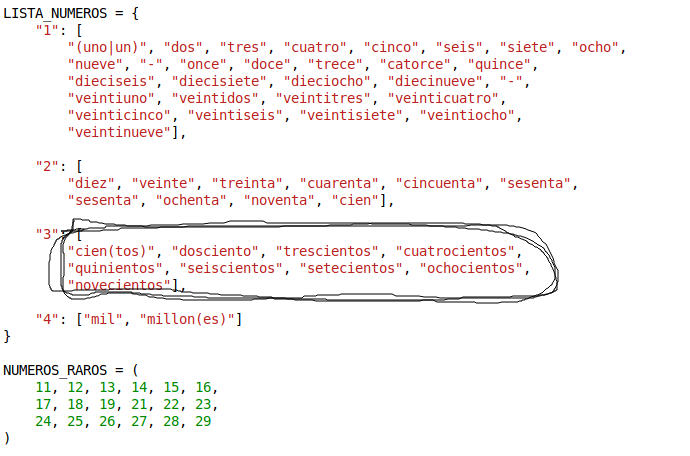 LISTA_NUMEROS = {
"1": [
"(uno|un)", "dos", "tres", "cuatro", "cinco", "seis", "siete", "ocho",
"nueve", "-", "once", "doce", "trece", "catorce", "quince",
"dieciseis", "diecisiete", "dieciocho", "diecinueve", "-",
"veintiuno", "veintidos", "veintitres", "veinticuatro",
"veinticinco", "veintiseis", "veintisiete", "veintiocho",
"veintinueve"],
"2": [
"diez", "veinte", "treinta", "cuarenta", "cincuenta", "sesenta",
"sesenta", "ochenta", "noventa", "cien"],
"3": [
"cien(tos)", "dosciento", "trescientos", "cuatrocientos",
"quinientos", "seiscientos", "setecientos", "ochocientos",
"novecientos"],
"4": ["mil", "millon(es)"]
}
NUMEROS_RAROS = (
11, 12, 13, 14, 15, 16,
17, 18, 19, 21, 22, 23,
24, 25, 26, 27, 28, 29
)